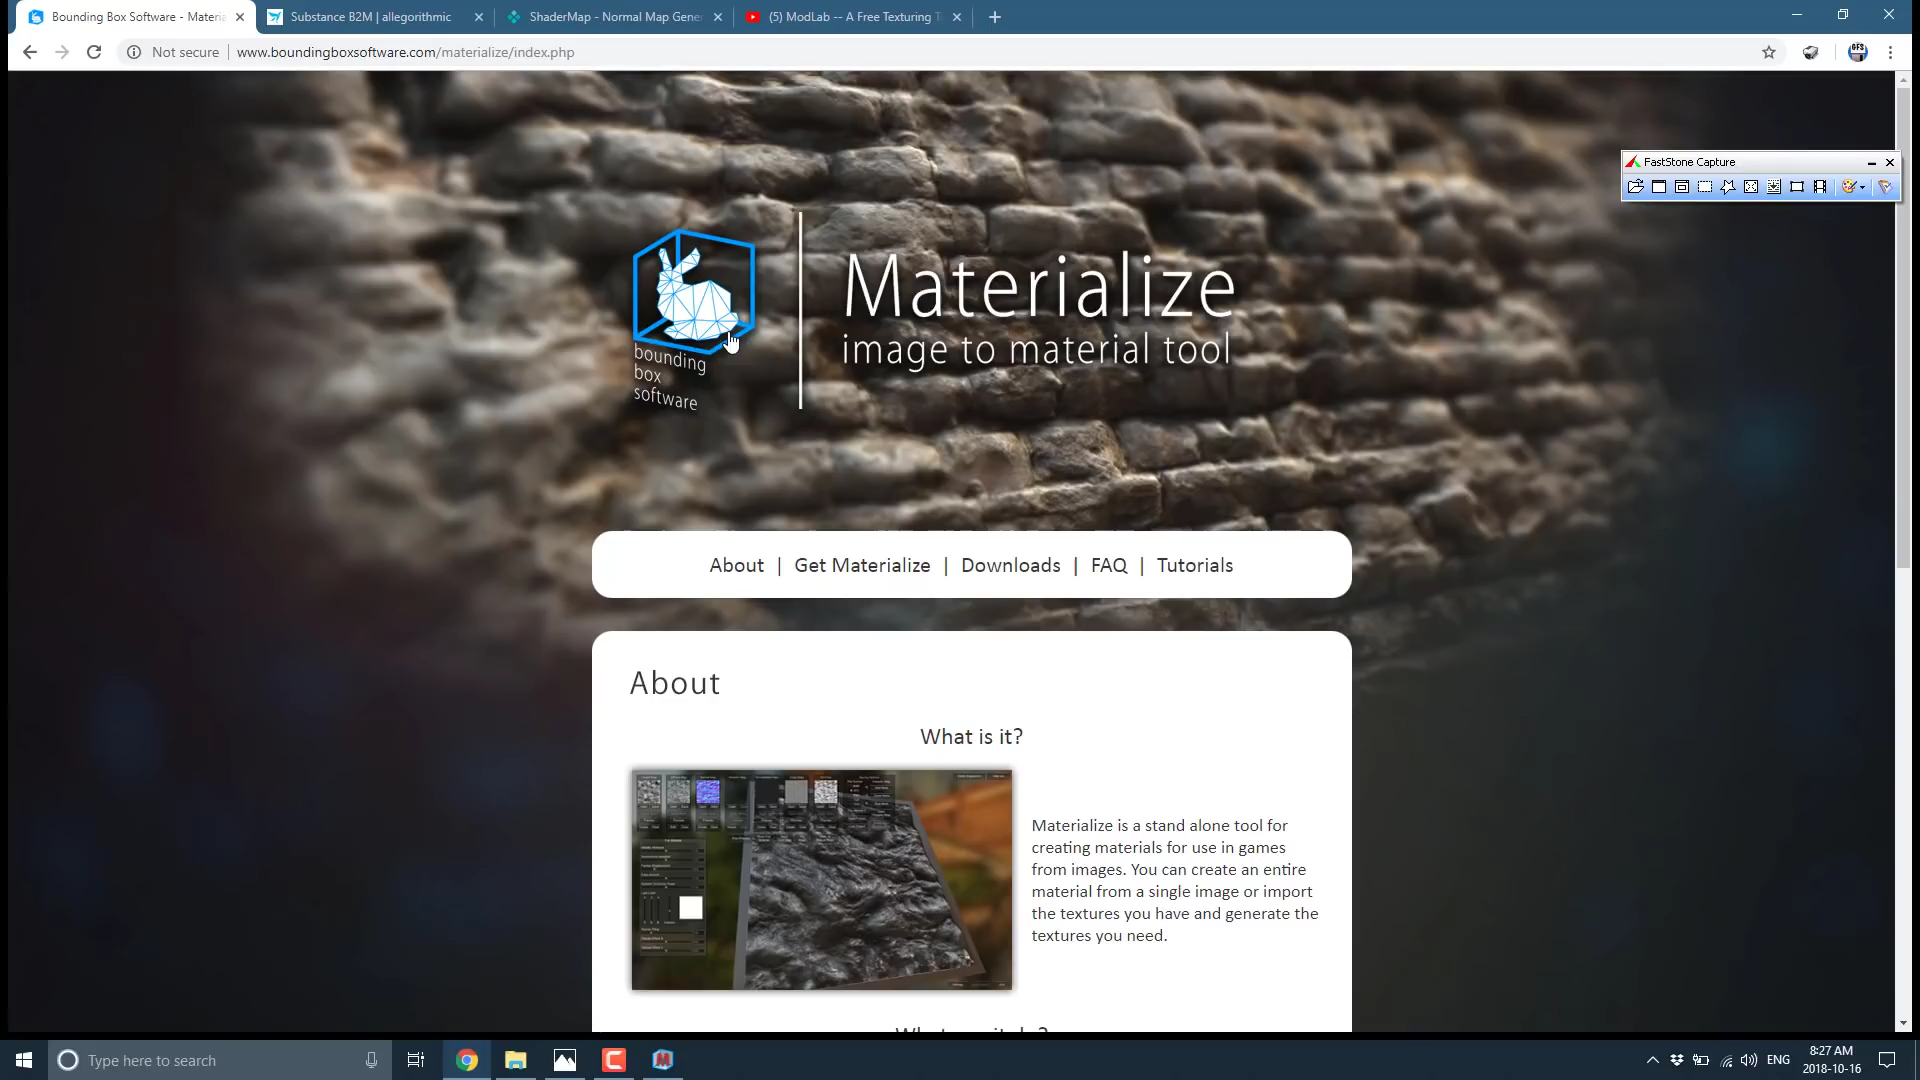 Bounding Box Software - Materia
Substance B2M | allegorithmic
ShaderMap - Normal Map Gene
(5) ModLab -- A Free Texturing T
Not secure
www.boundingboxsoftware.com/materialize/index.php
GFS
FastStone Capture
bounding
box
software
Materialize
image to material tool
About | Get Materialize | Downloads | FAQ | Tutorials
About
What is it?
Materialize is a stand alone tool for
creating materials for use in games
from images. You can create an entire
material from a single image or import
the textures you have and generate the
textures you need.
Type here to search
ENG
8:27 AM
2018-10-16